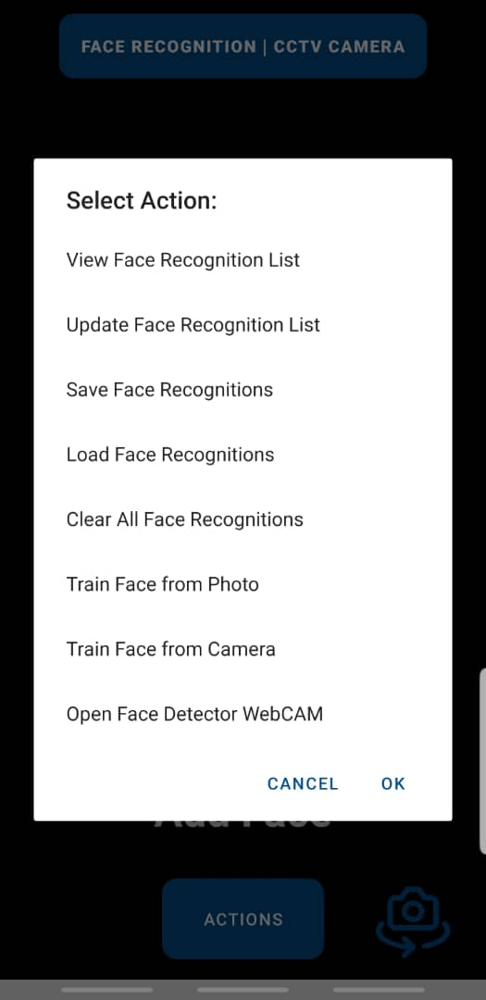 FACE RECOGNITION | CCTV CAMERA
Select Action:
View Face Recognition List
Update Face Recognition List
Save Face Recognitions
Load Face Recognitions
Clear All Face Recognitions
Train Face from Photo
Train Face from Camera
Open Face Detector WebCAM
CANCEL OK
Add Face
ACTIONS